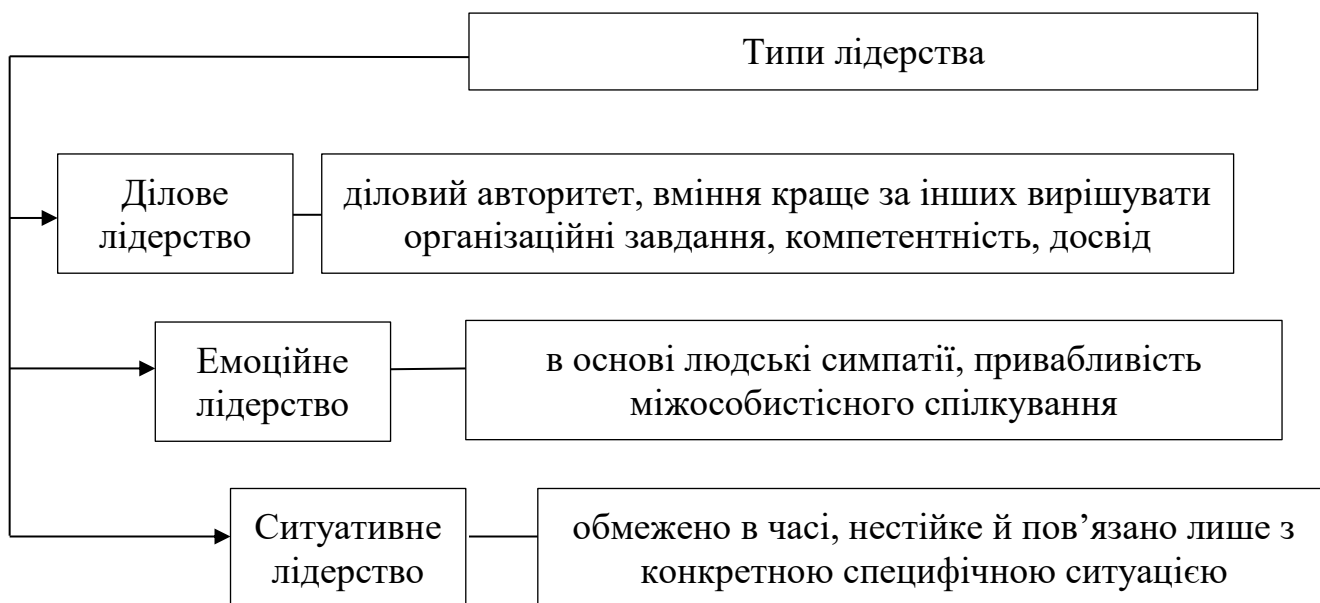 Типи лідерства
Ділове
лідерство
діловий авторитет, вміння краще за інших вирішувати
організаційні завдання, компетентність, досвід
Емоційне
лідерство
в основі людські симпатії, привабливість
міжособистісного спілкування
Ситуативне
лідерство
обмежено в часі, нестійке й пов’язано лише з
конкретною специфічною ситуацією